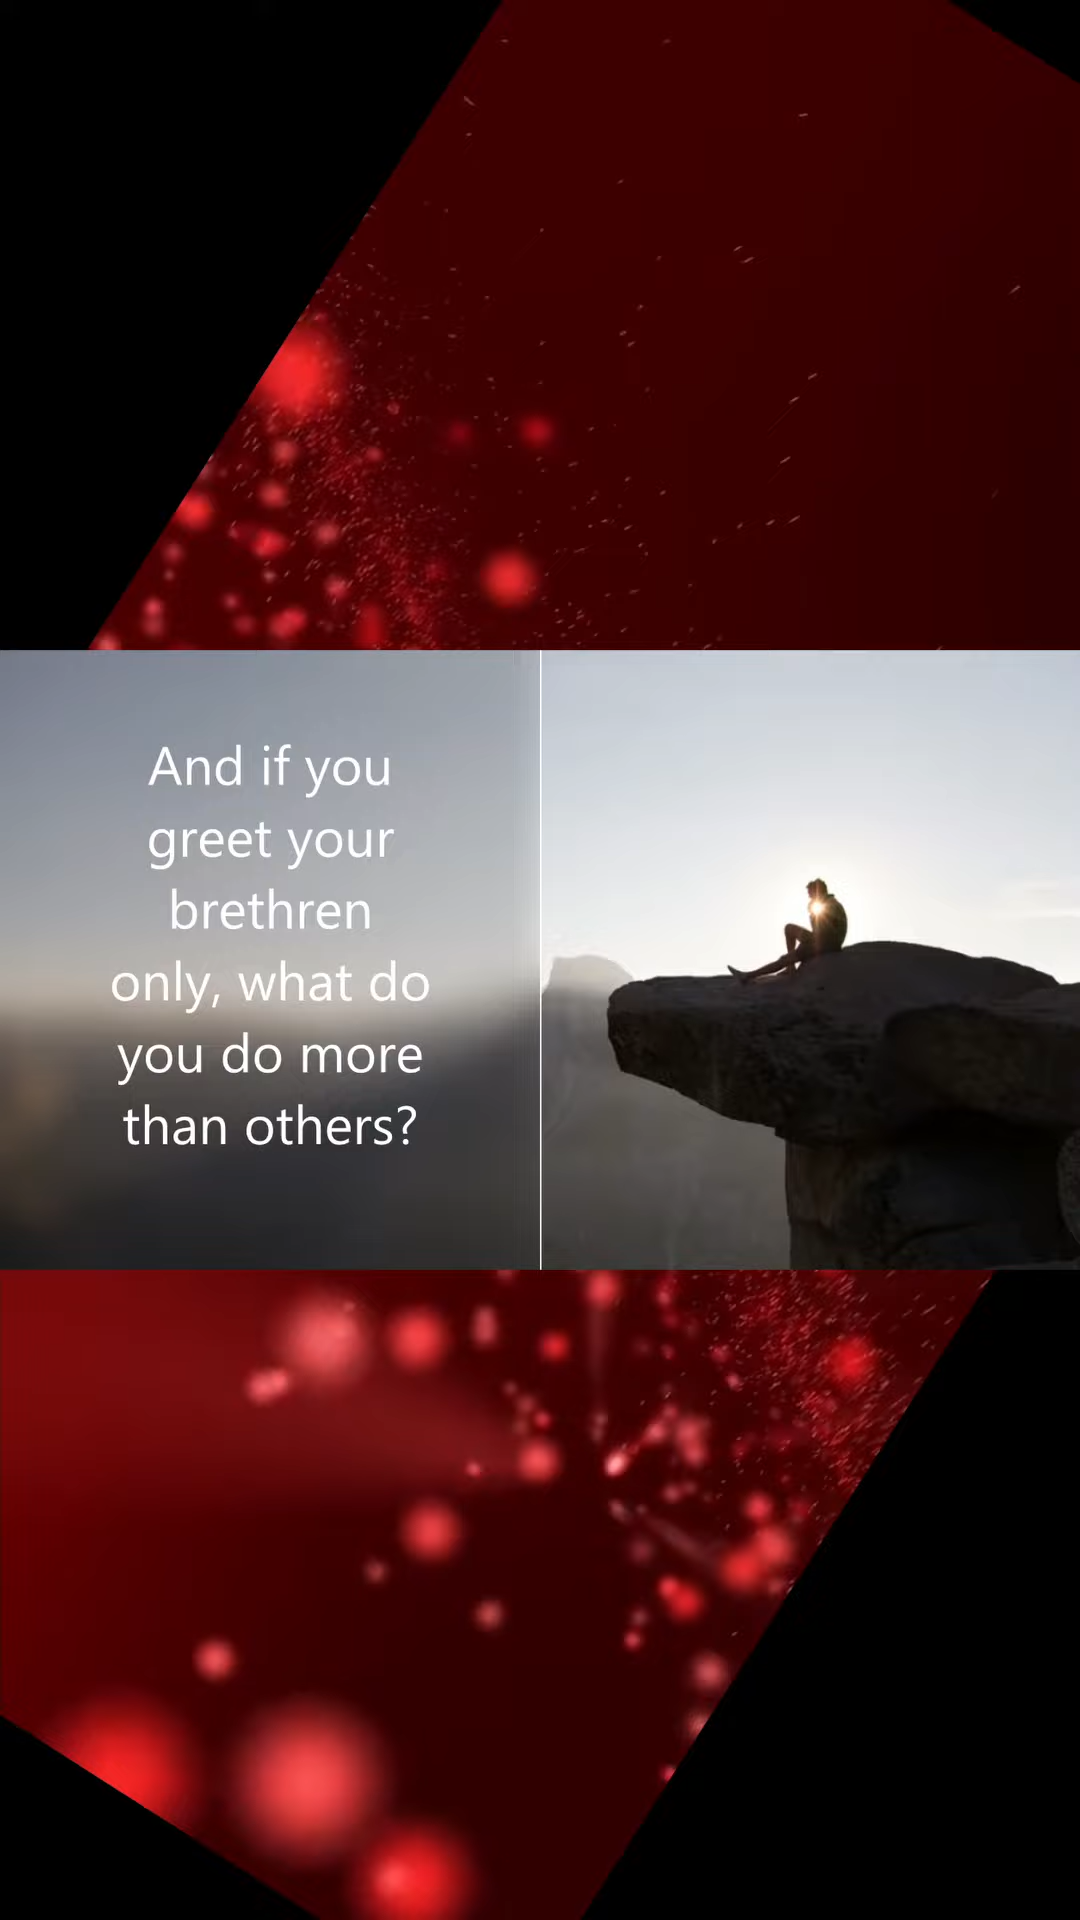 And if you
greet your
brethren
only, what do
you do more
than others?